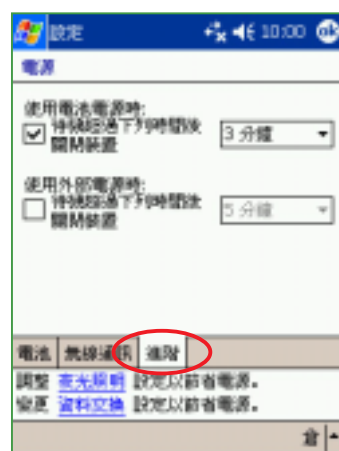 設定 10:00 ok
電源
使用電池電源時:
待機超過下列時間後
關閉裝置
3 分鐘
使用外部電源時:
待機超過下列時間後
關閉裝置
5 分鐘
電池 無線通訊 進階
調整 夜光照明 設定以節省電源。
變更 資料交換 設定以節省電源。
倉